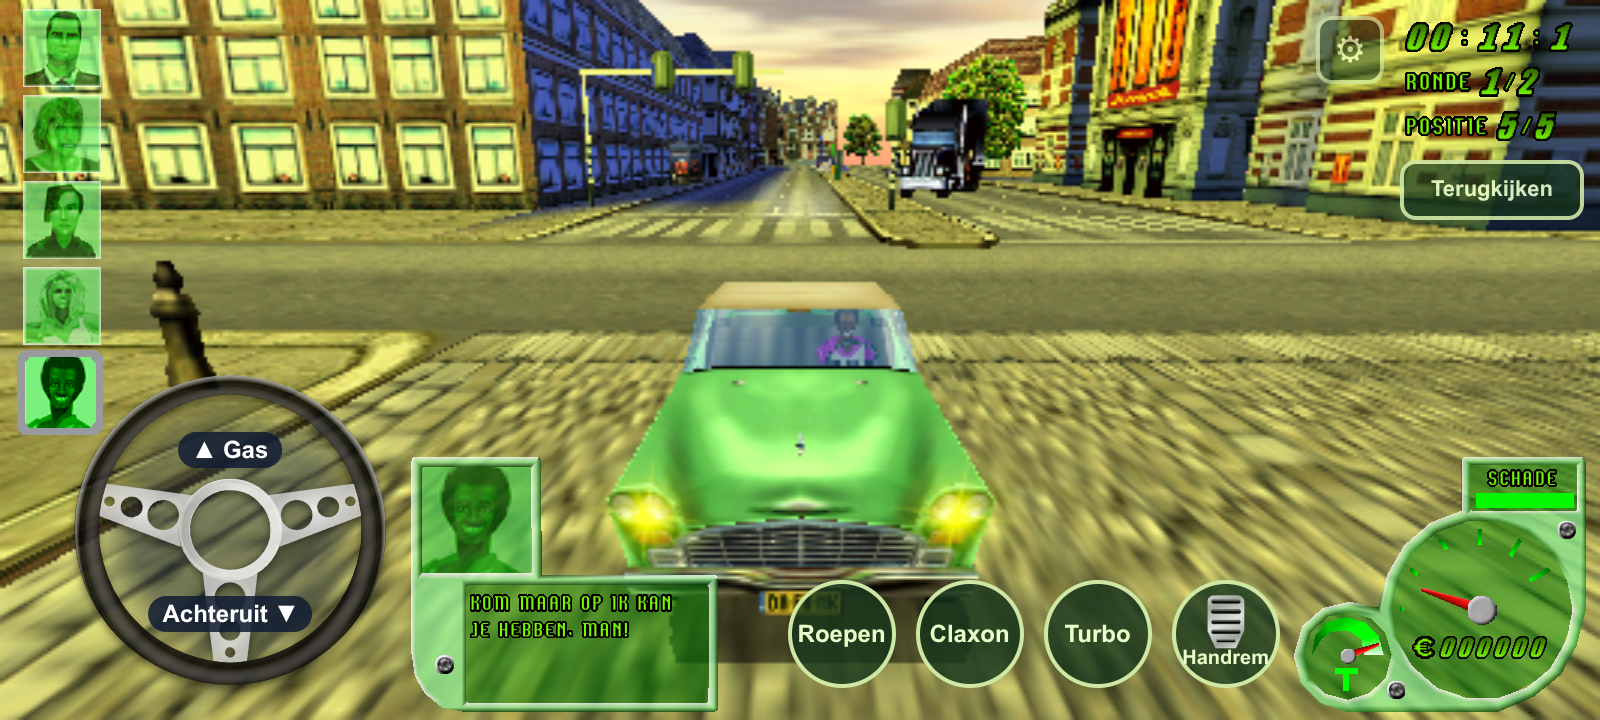 00:11:1
RONDE 1/2
POSITIE 5/5
Terugkijken
▲ Gas
Achteruit ▼
KOM MAAR OP IK KAN
JE HEBBEN. MAN!
Roepen
Claxon
Turbo
Handrem
SCHADE
€000000
T